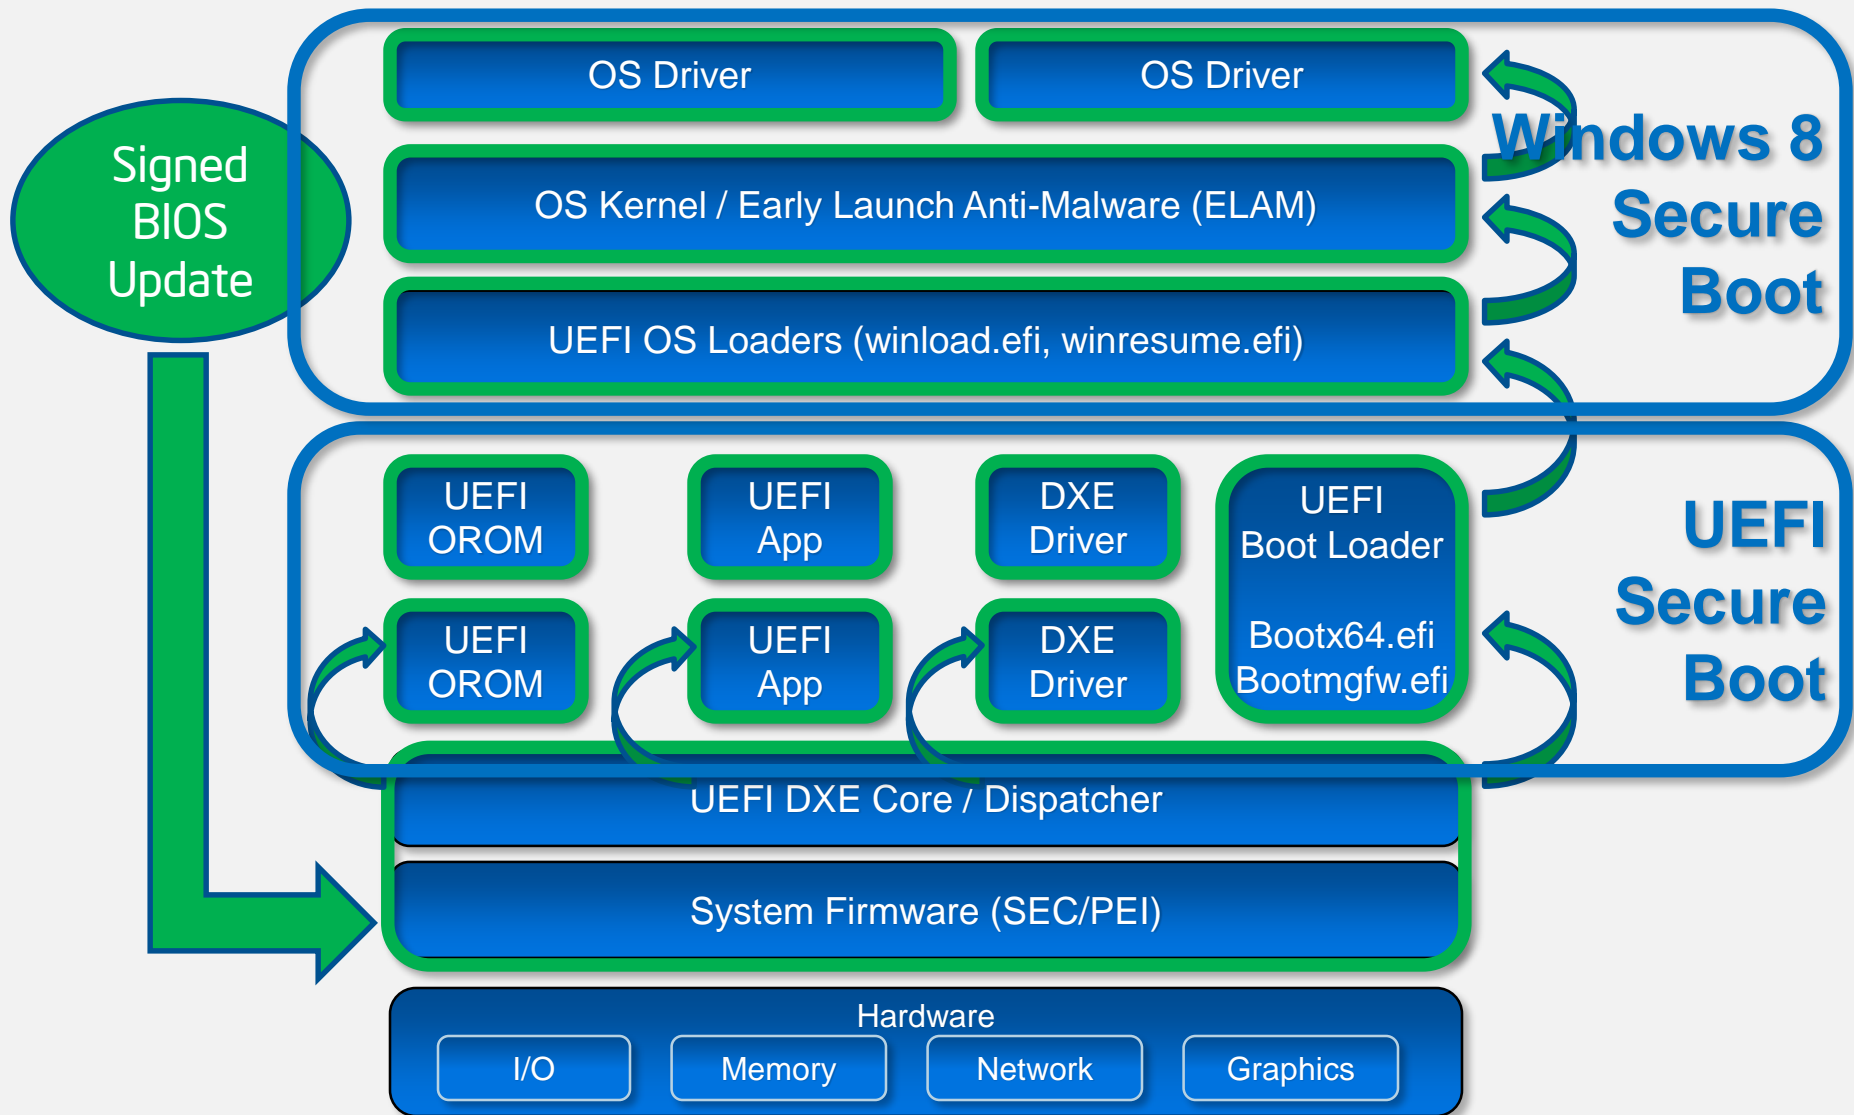 OS Driver
OS Driver
Signed
BIOS
Update
OS Kernel / Early Launch Anti-Malware (ELAM)
UEFI OS Loaders (winload.efi, winresume.efi)
Windows 8
Secure
Boot
UEFI
OROM
UEFI
App
DXE
Driver
UEFI
Boot Loader
Bootx64.efi
Bootmgfw.efi
UEFI
OROM
UEFI
App
DXE
Driver
UEFI
Secure
Boot
UEFI DXE Core / Dispatcher
System Firmware (SEC/PEI)
Hardware
I/O
Memory
Network
Graphics